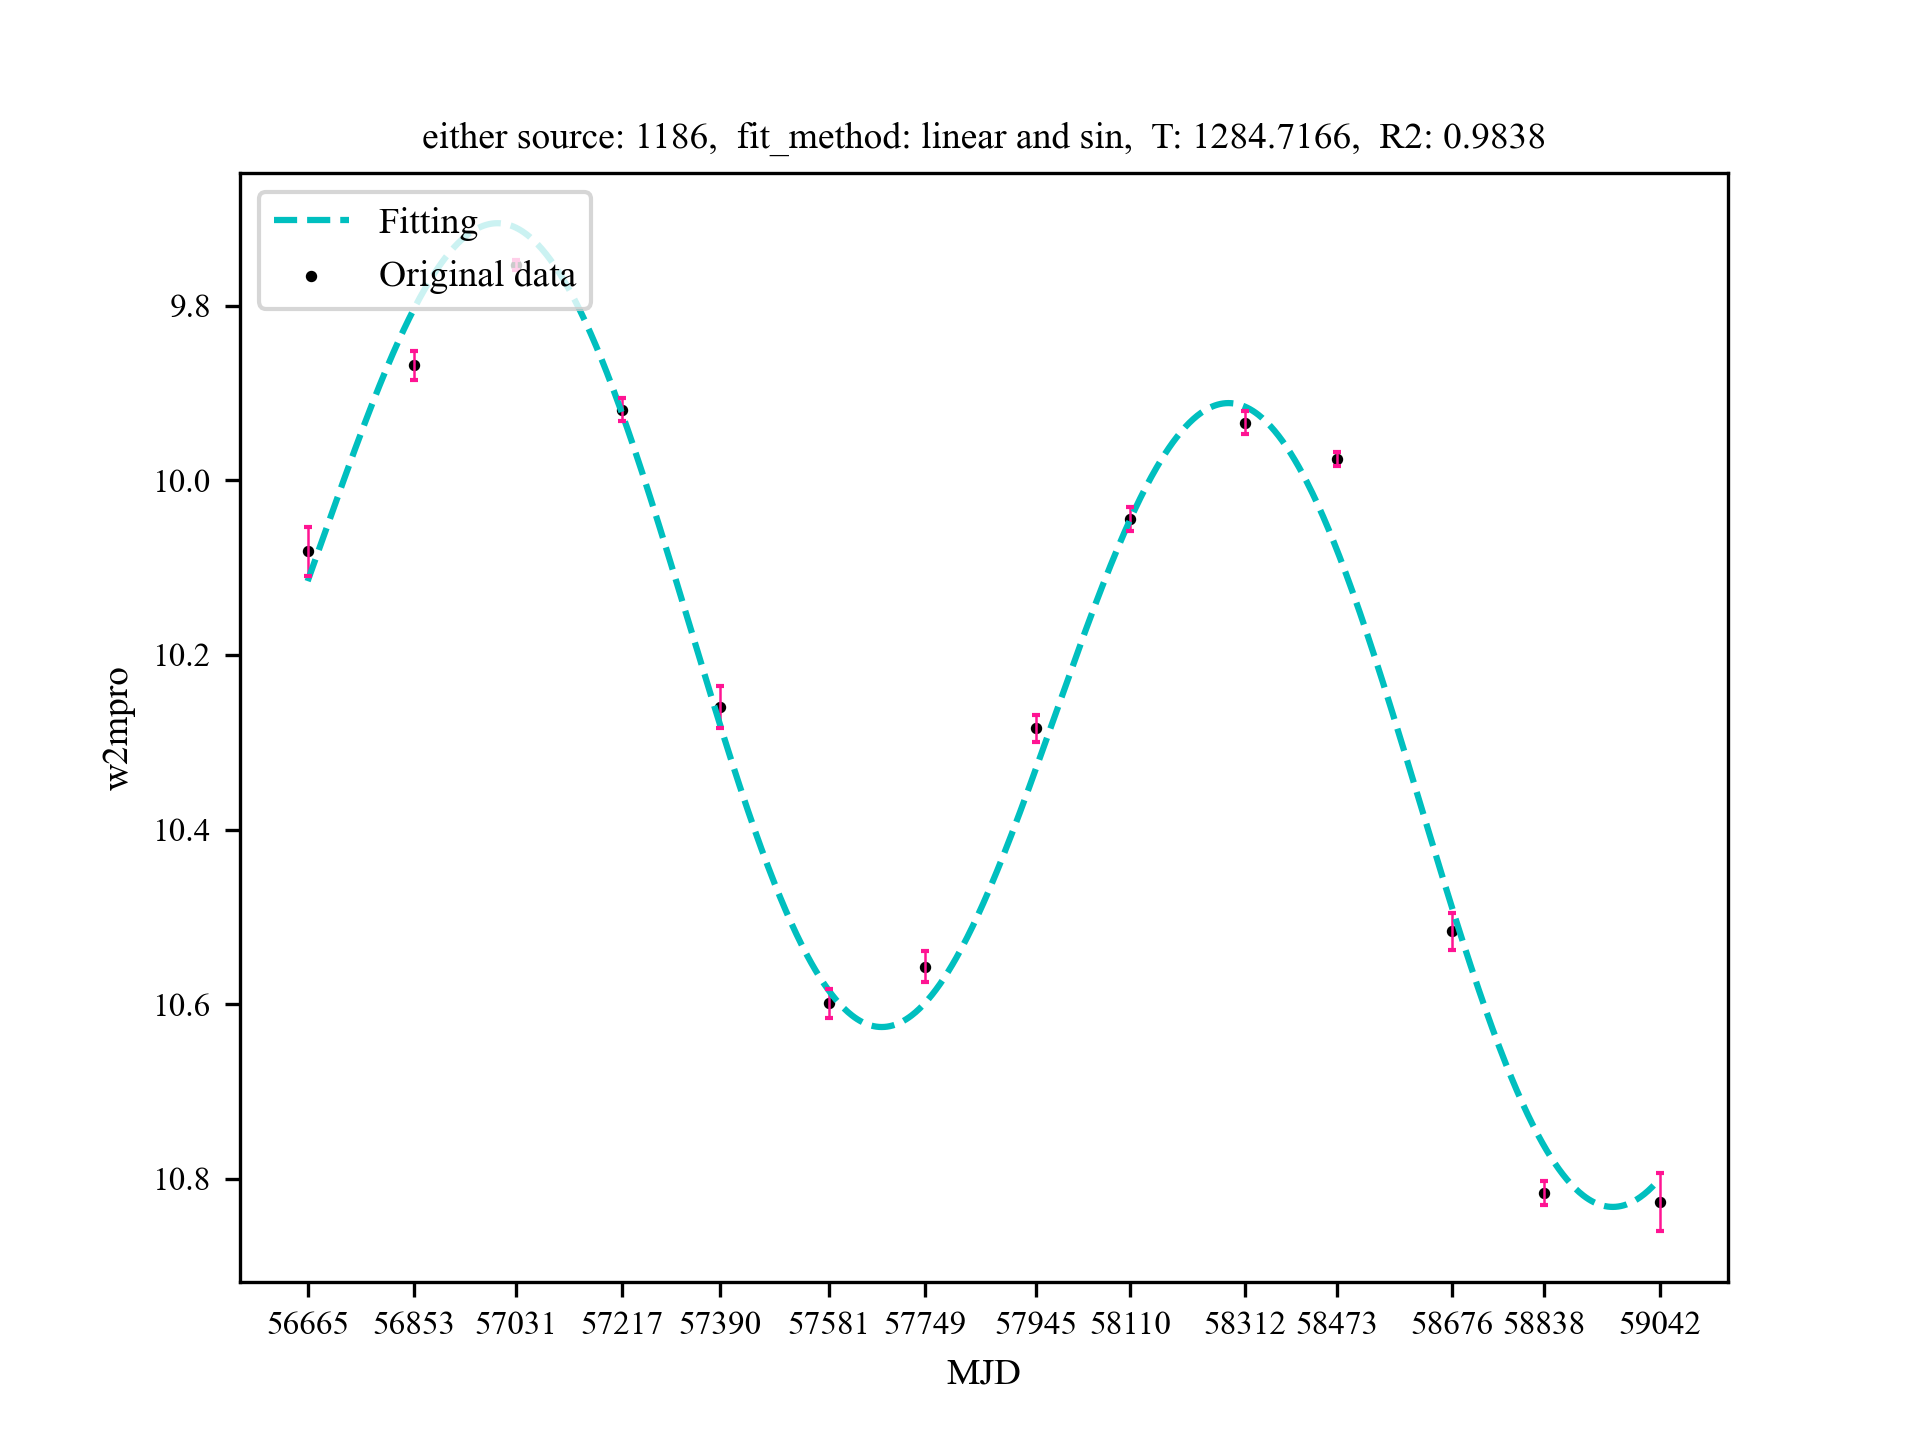 either source: 1186,  fit_method: linear and sin,  T: 1284.7166,  R2: 0.9838
Fitting
Original data
9.8
10.0
10.2
10.4
10.6
10.8
w2mpro
56665 56853 57031 57217 57390 57581 57749 57945 58110 58312 58473 58676 58838 59042
MJD